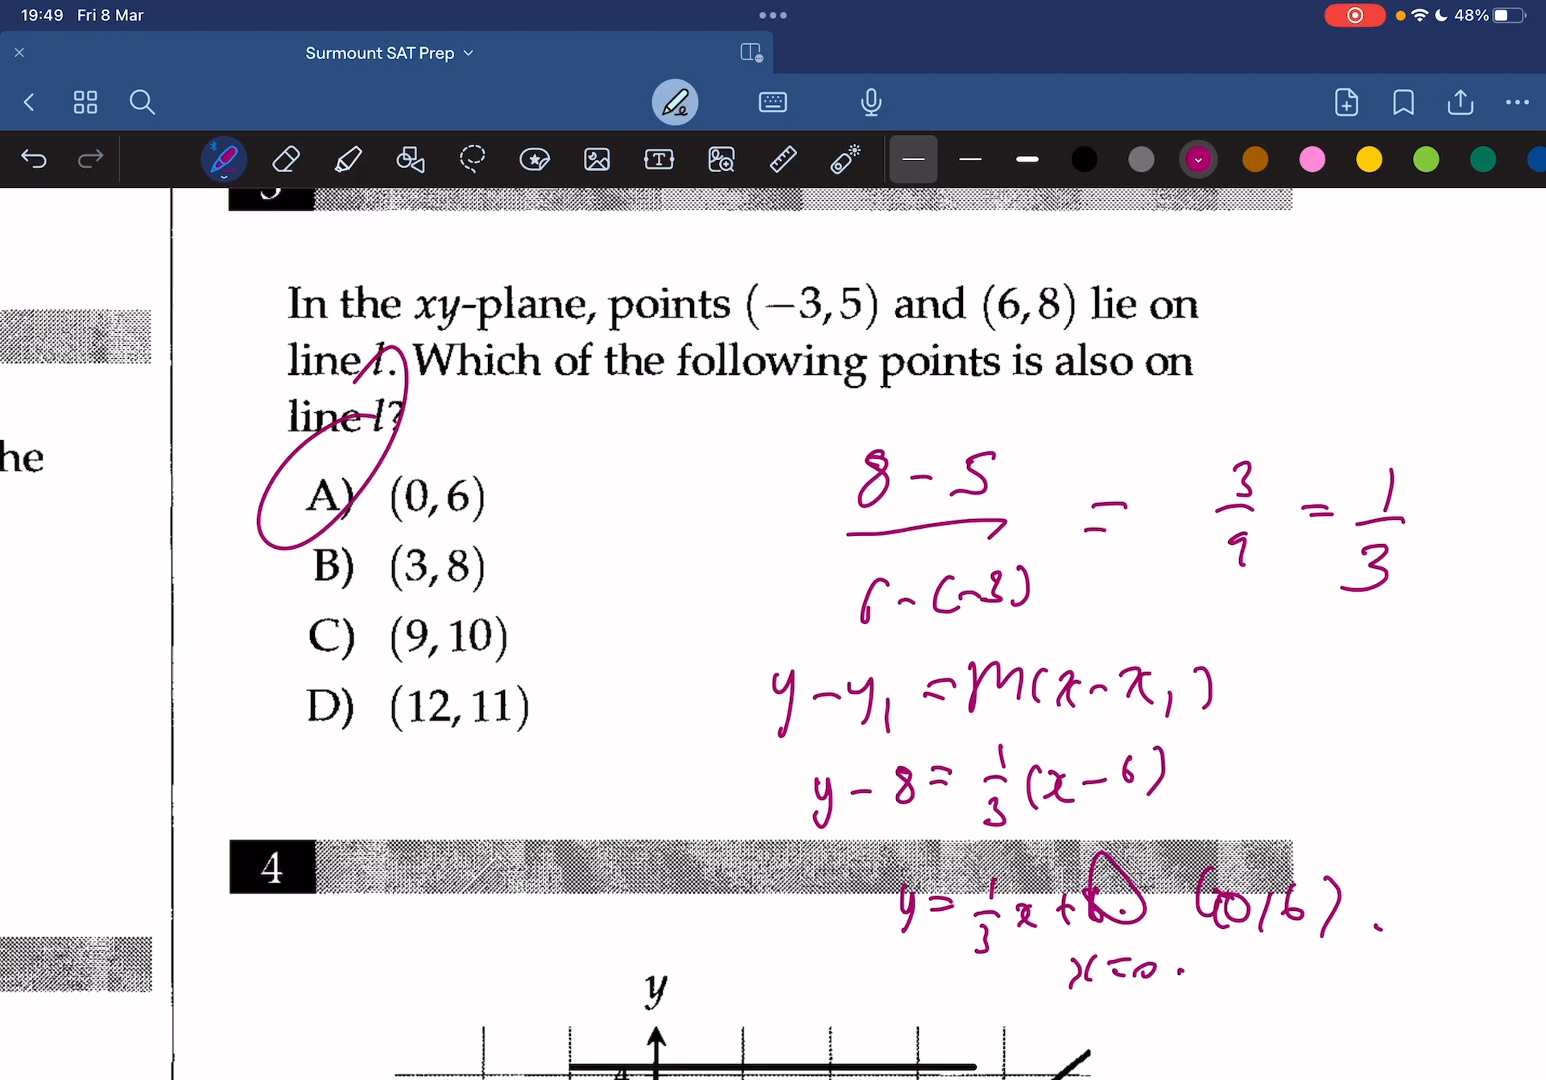 19:49 Fri 8 Mar
48%
Surmount SAT Prep
he
In the xy-plane, points (−3,5) and (6,8) lie on
line l. Which of the following points is also on
line l?
A) (0,6)
B) (3,8)
C) (9,10)
D) (12,11)
8 - 5
6 - (-3)
= 3/9 = 1/3
y - y₁ = m(x - x₁)
y - 8 = 1/3 (x - 6)
4
y = 1/3 x + 6. (0,6).
x = 0.
y
4